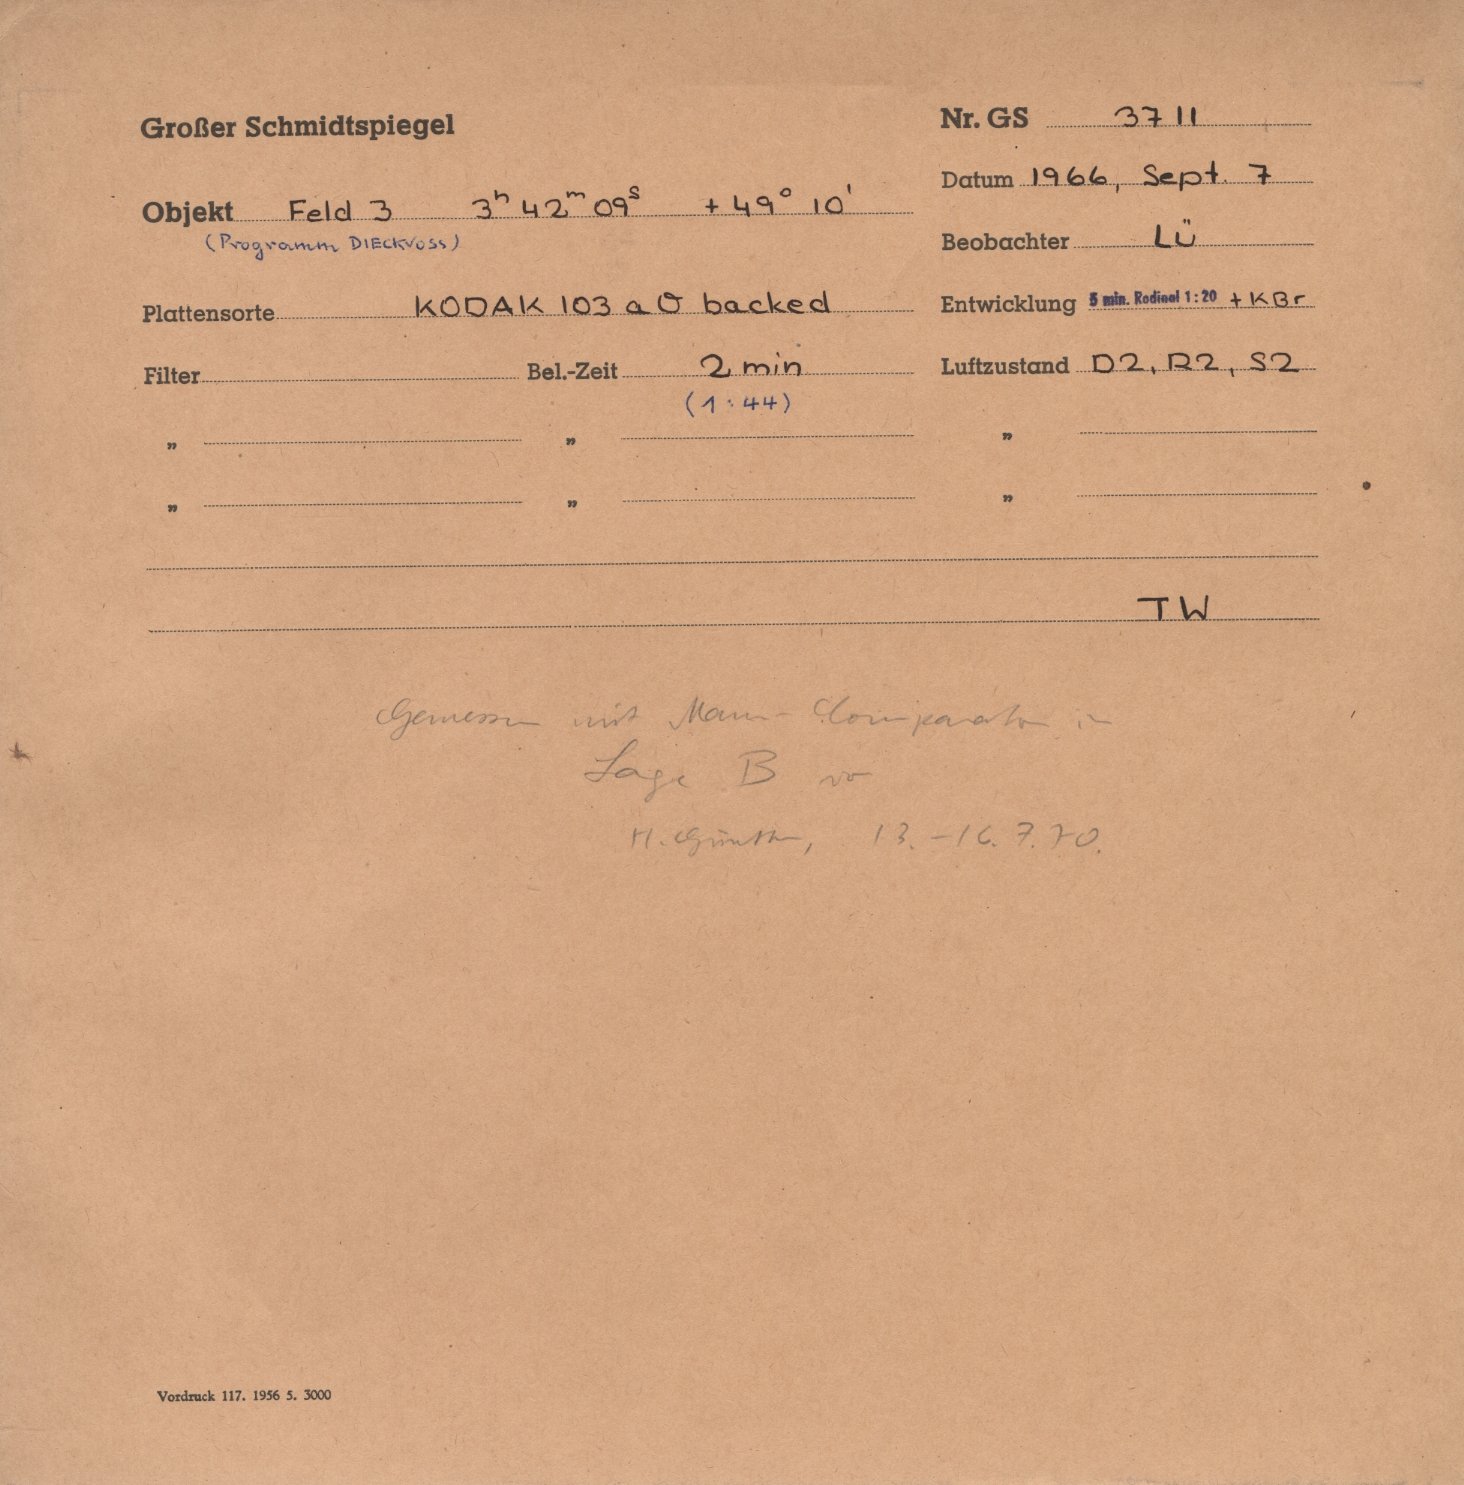 Großer Schmidtspiegel
Nr. GS 3711
Datum 1966, Sept. 7
Objekt Feld 3 3ʰ 42ᵐ 09ˢ + 49° 10'
(Programm DIECKVOSS)
Beobachter LÜ
Plattensorte KODAK 103 a O backed
Entwicklung 5 min. Rodinal 1:20 + KBr
Filter Bel.-Zeit 2 min
Luftzustand D2, R2, S2
(1:44)
„ „ „
„ „ „
TW
Gemessen mit Mann-Comparator in
Lage B von
H. Günther, 13.-16.7.70.
Vordruck 117. 1956 5. 3000